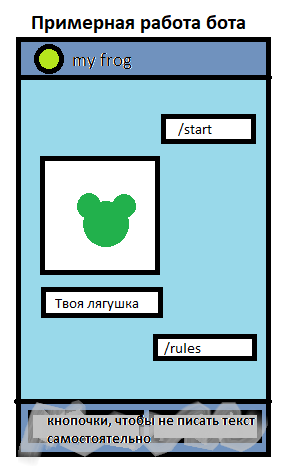 Примерная работа бота
my frog
/start
Твоя лягушка
/rules
кнопочки, чтобы не писать текст
самостоятельно